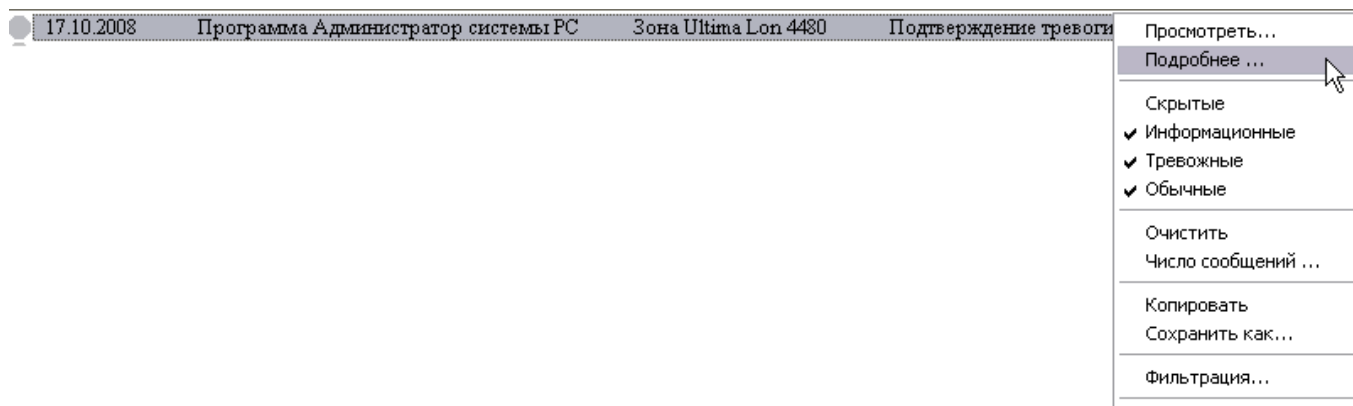 17.10.2008 Программа Администратор системы РС Зона Ultima Lon 4480 Подтверждение тревоги
Просмотреть...
Подробнее ...
Скрытые
Информационные
Тревожные
Обычные
Очистить
Число сообщений ...
Копировать
Сохранить как...
Фильтрация...